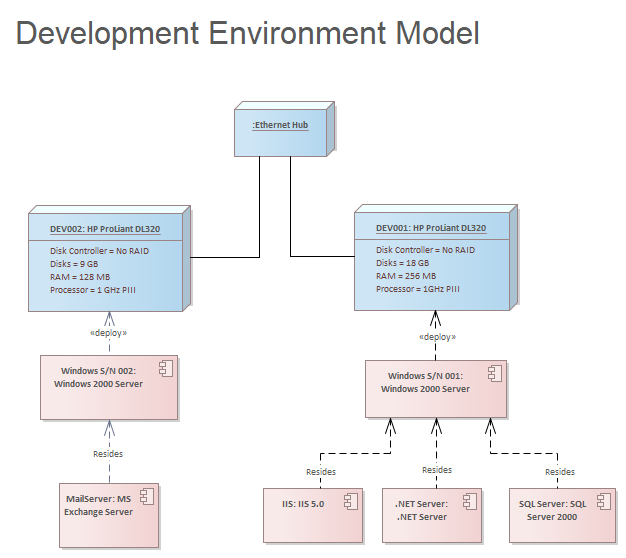 Development Environment Model
:Ethernet Hub
DEV002: HP ProLiant DL320
Disk Controller = No RAID
Disks = 9 GB
RAM = 128 MB
Processor = 1 GHz PIII
DEV001: HP ProLiant DL320
Disk Controller = No RAID
Disks = 18 GB
RAM = 256 MB
Processor = 1GHz PIII
«deploy»
«deploy»
Windows S/N 002:
Windows 2000 Server
Windows S/N 001:
Windows 2000 Server
Resides
Resides
Resides
Resides
MailServer: MS
Exchange Server
IIS: IIS 5.0
.NET Server:
.NET Server
SQL Server: SQL
Server 2000